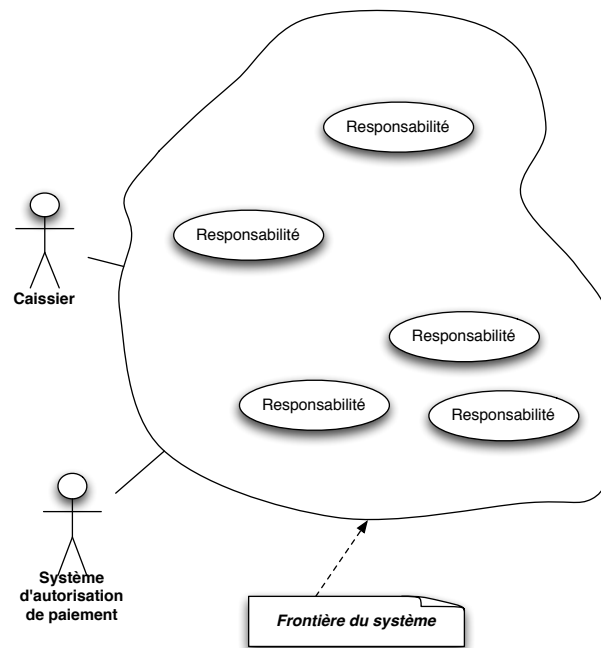 Responsabilité
Responsabilité
Caissier
Responsabilité
Responsabilité
Responsabilité
Système
d'autorisation
de paiement
Frontière du système